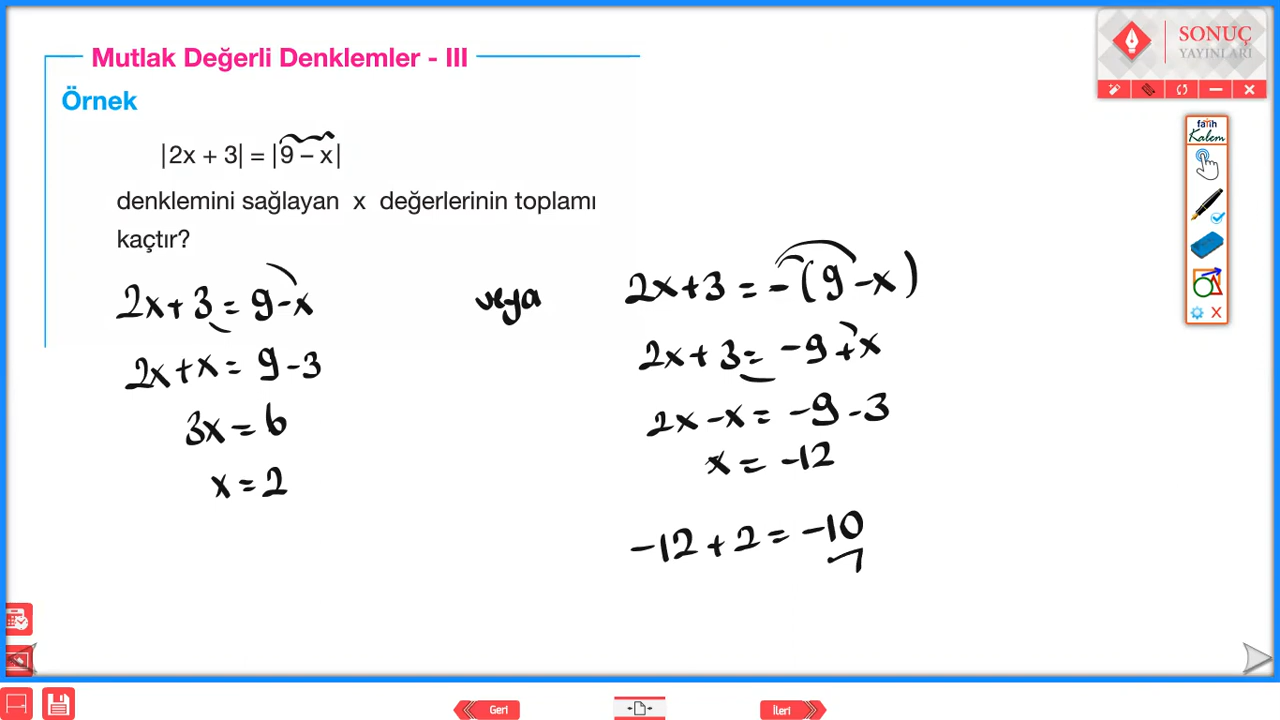 Mutlak Değerli Denklemler - III
SONUÇ
YAYINLARI
Örnek
|2x + 3| = |9 – x|
denklemini sağlayan x değerlerinin toplamı
kaçtır?
2x+3=9-x
2x+x=9-3
3x=6
x=2
veya
2x+3=-(9-x)
2x+3=-9+x
2x-x=-9-3
x=-12
-12+2=-10
fatih
Kalem
Geri
İleri